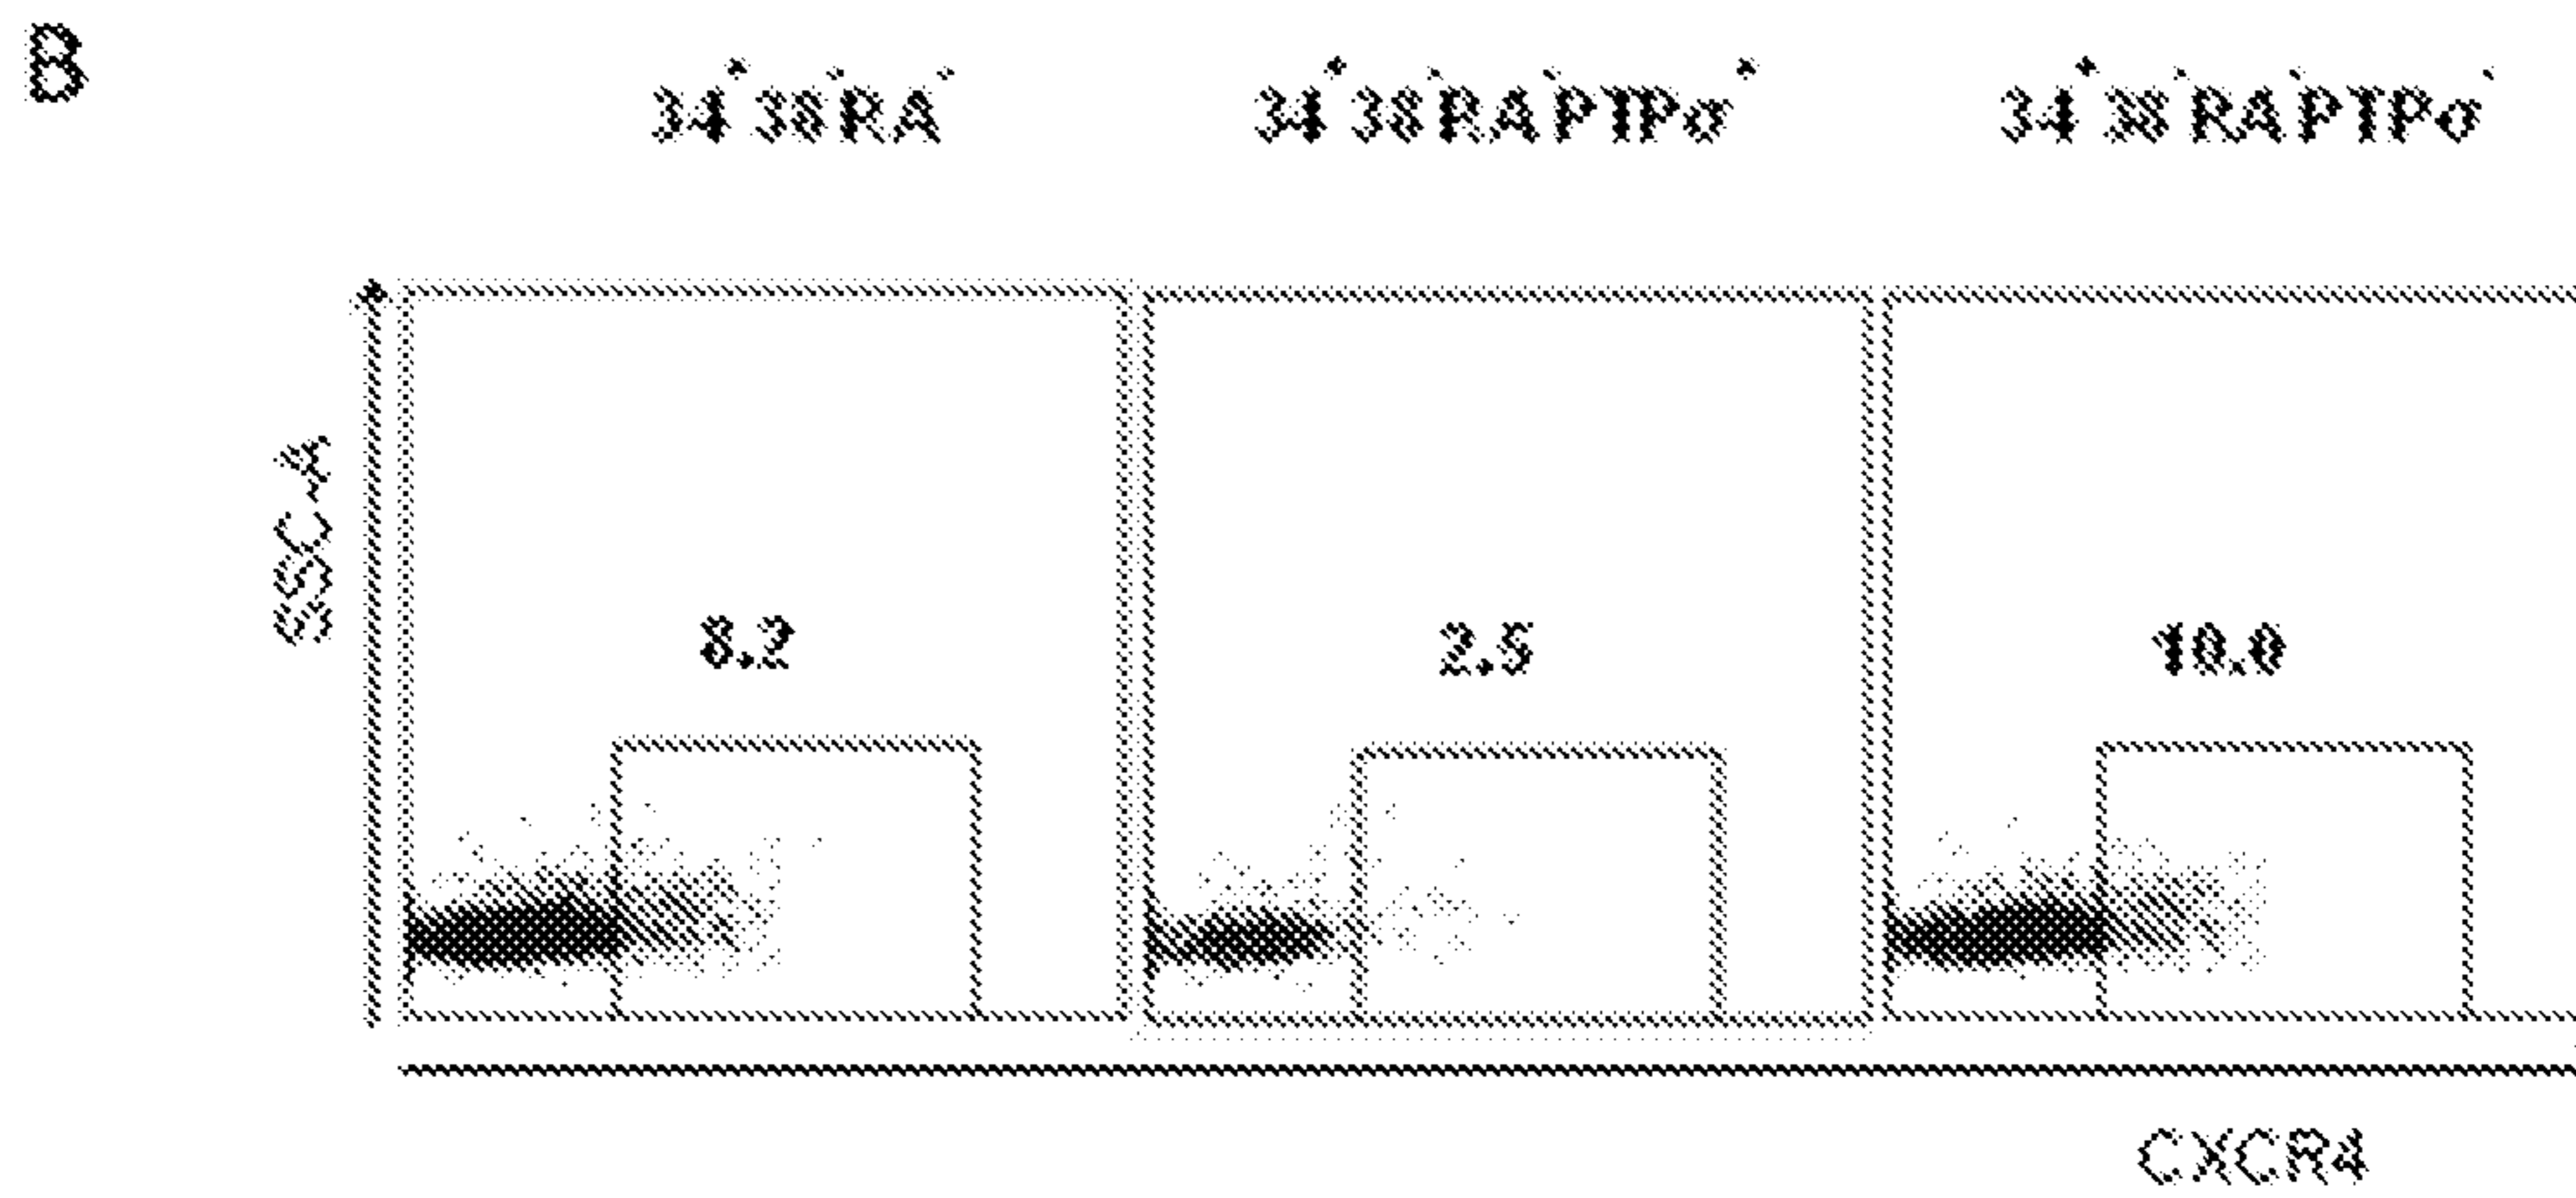 B
34⁺38⁻RA⁻
34⁺38⁻RA⁻PTPσ⁺
34⁺38⁻RA⁻PTPσ⁻
SSC-A
8.2
2.5
10.0
CXCR4